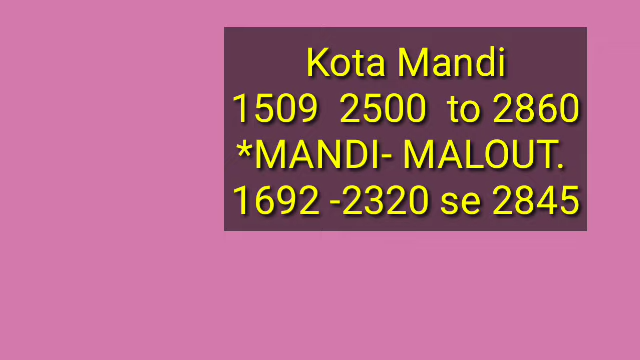 Kota Mandi
1509 2500 to 2860
*MANDI- MALOUT.
1692 -2320 se 2845